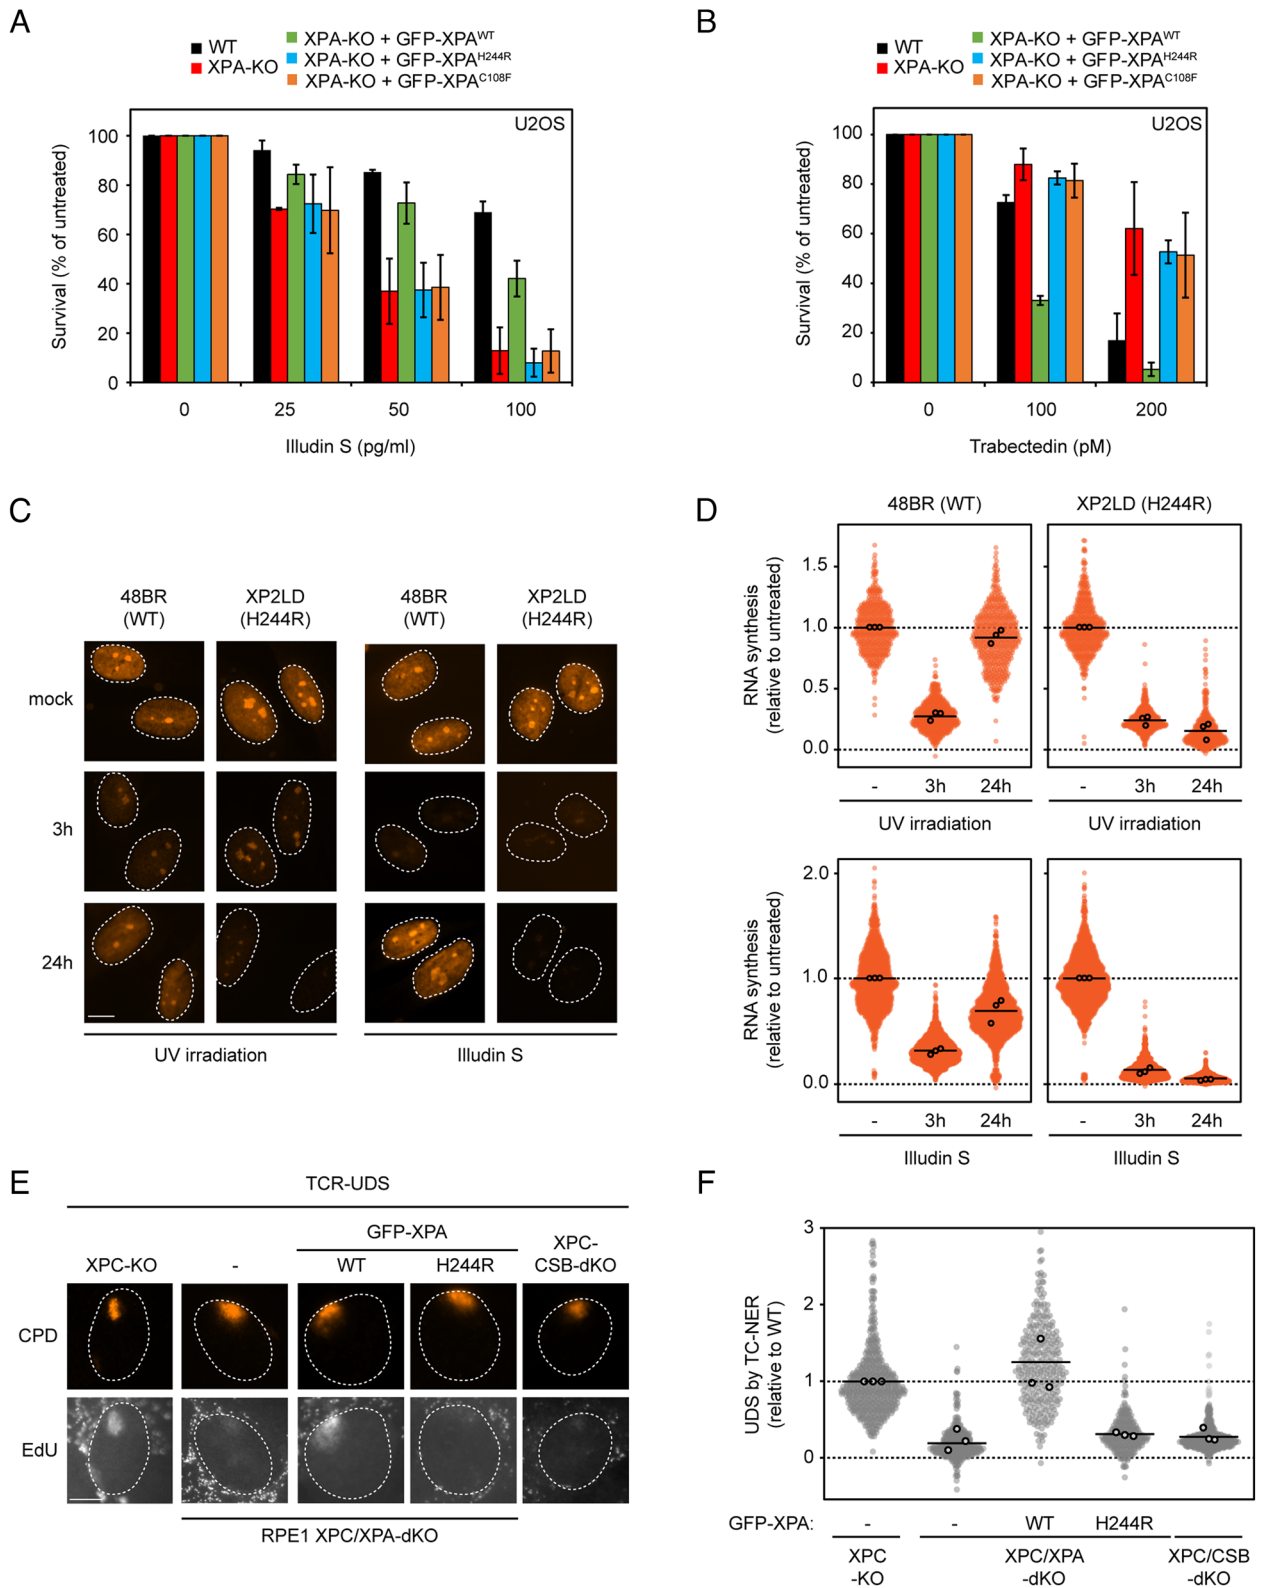 A
WT
XPA-KO
XPA-KO + GFP-XPA^WT
XPA-KO + GFP-XPA^H244R
XPA-KO + GFP-XPA^C108F
U2OS
Survival (% of untreated)
100
80
60
40
20
0
0 25 50 100
Illudin S (pg/ml)
B
WT
XPA-KO
XPA-KO + GFP-XPA^WT
XPA-KO + GFP-XPA^H244R
XPA-KO + GFP-XPA^C108F
U2OS
Survival (% of untreated)
100
80
60
40
20
0
0 100 200
Trabectedin (pM)
C
48BR (WT)
XP2LD (H244R)
48BR (WT)
XP2LD (H244R)
mock
3h
24h
UV irradiation
Illudin S
D
48BR (WT)
XP2LD (H244R)
RNA synthesis
(relative to untreated)
1.5
1.0
0.5
0.0
- 3h 24h
- 3h 24h
UV irradiation
UV irradiation
RNA synthesis
(relative to untreated)
2.0
1.0
0.0
- 3h 24h
- 3h 24h
Illudin S
Illudin S
E
TCR-UDS
GFP-XPA
XPC-KO
-
WT
H244R
XPC-
CSB-dKO
CPD
EdU
RPE1 XPC/XPA-dKO
F
UDS by TC-NER
(relative to WT)
3
2
1
0
GFP-XPA: - - WT H244R
XPC
-KO
XPC/XPA
-dKO
XPC/CSB
-dKO